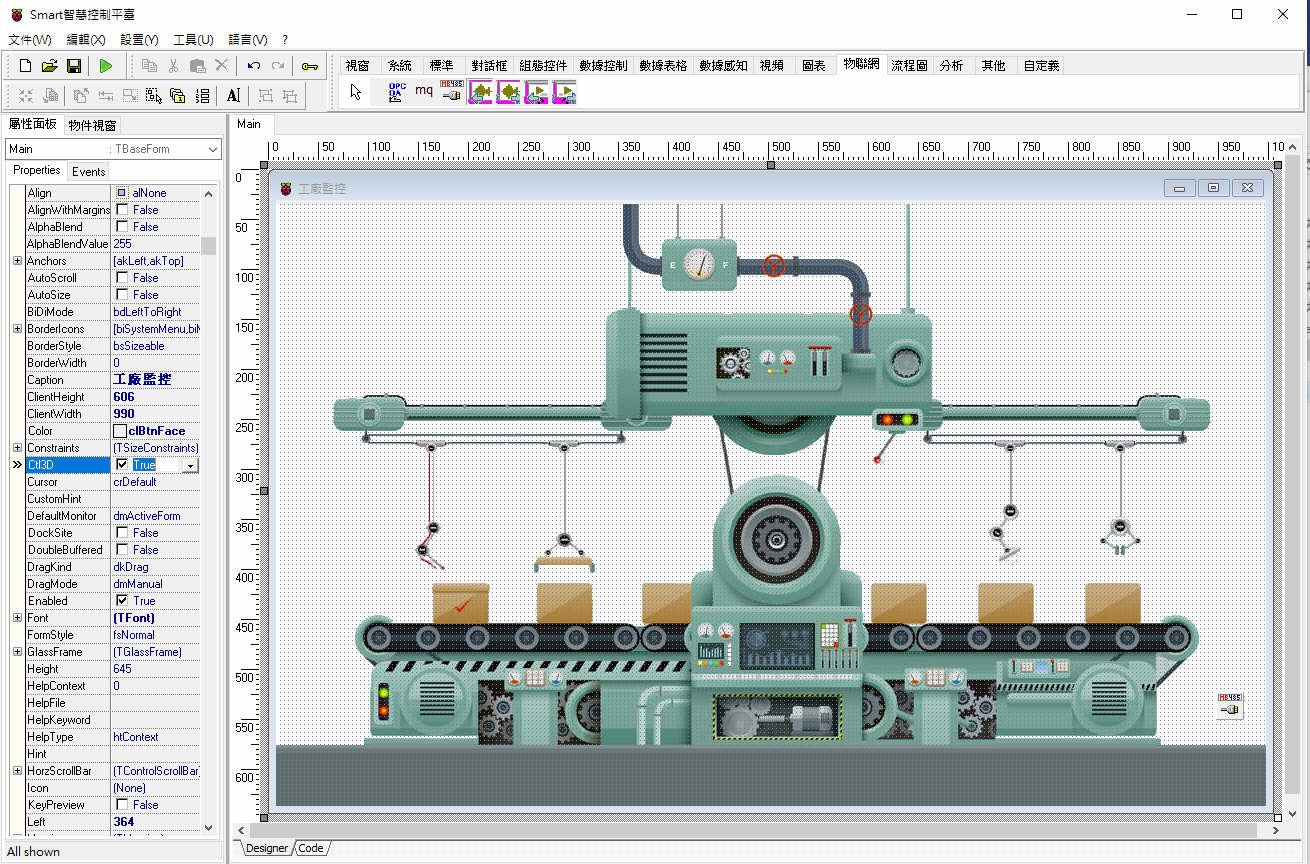 Smart智慧控制平臺
文件(W) 編輯(X) 設置(Y) 工具(U) 語言(V) ?
視窗 系統 標準 對話框 組態控件 數據控制 數據表格 數據感知 視頻 圖表 物聯網 流程圖 分析 其他 自定義
OPC DA mq MB485
屬性面板 物件視窗
Main
Main : TBaseForm
Properties Events
0 50 100 150 200 250 300 350 400 450 500 550 600 650 700 750 800 850 900 950 10
0
50
100
150
200
250
300
350
400
450
500
550
600
工廠監控
E F
MB485
Align alNone
AlignWithMargins False
AlphaBlend False
AlphaBlendValue 255
Anchors [akLeft,akTop]
AutoScroll False
AutoSize False
BiDiMode bdLeftToRight
BorderIcons [biSystemMenu,biM
BorderStyle bsSizeable
BorderWidth 0
Caption 工廠監控
ClientHeight 606
ClientWidth 990
Color clBtnFace
Constraints (TSizeConstraints)
Ctl3D True
Cursor crDefault
CustomHint
DefaultMonitor dmActiveForm
DockSite False
DoubleBuffered False
DragKind dkDrag
DragMode dmManual
Enabled True
Font (TFont)
FormStyle fsNormal
GlassFrame (TGlassFrame)
Height 645
HelpContext 0
HelpFile
HelpKeyword
HelpType htContext
Hint
HorzScrollBar (TControlScrollBar)
Icon (None)
KeyPreview False
Left 364
All shown
Designer Code